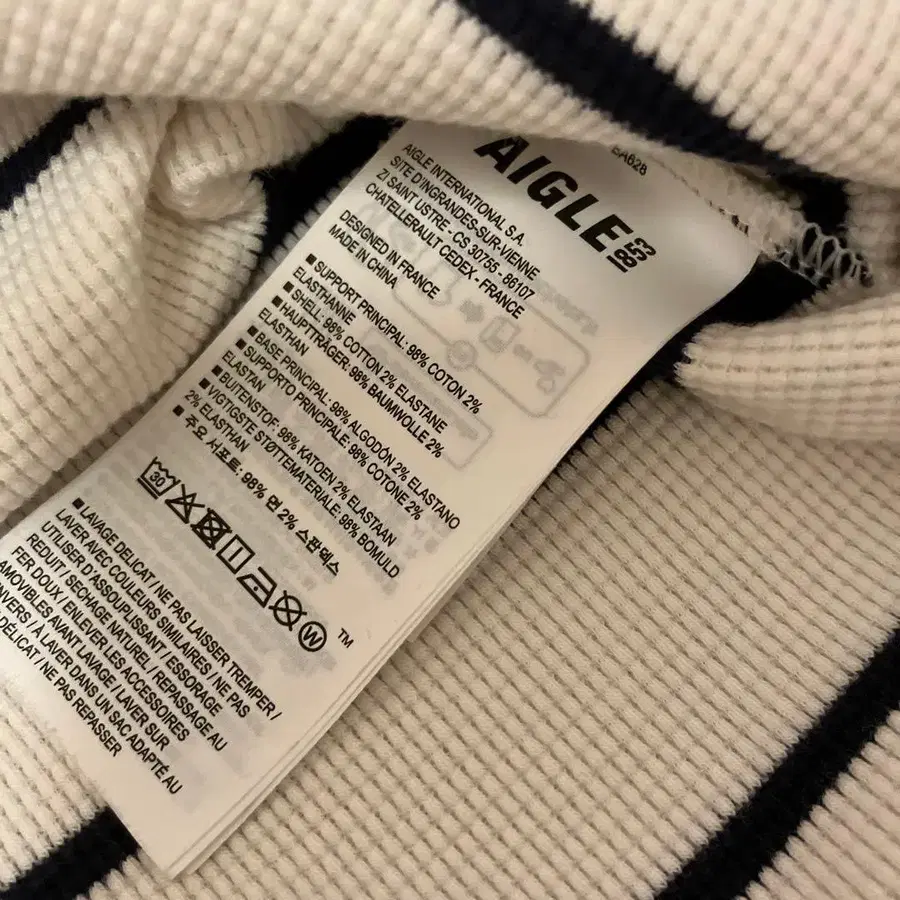 EA628
AIGLE
1853
AIGLE INTERNATIONAL S.A.
SITE D'INGRANDES-SUR-VIENNE
ZI SAINT USTRE - CS 30755 - 86107
CHATELLERAULT CEDEX - FRANCE
DESIGNED IN FRANCE
MADE IN CHINA
■ SUPPORT PRINCIPAL: 98% COTON 2%
ELASTHANNE
■ SHELL: 98% COTTON 2% ELASTANE
■ HAUPTTRÄGER: 98% BAUMWOLLE 2%
ELASTHAN
■ BASE PRINCIPAL: 98% ALGODÓN 2% ELASTANO
■ SUPPORTO PRINCIPALE: 98% COTONE 2%
ELASTAN
■ BUITENSTOF: 98% KATOEN 2% ELASTAAN
■ VIGTIGSTE STØTTEMATERIALE: 98% BOMULD
2% ELASTHAN
■ 주요 서포트: 98% 면 2% 스판덱스
30 W ™
■ LAVAGE DELICAT / NE PAS LAISSER TREMPER /
LAVER AVEC COULEURS SIMILAIRES / NE PAS
UTILISER D'ASSOUPLISSANT / ESSORAGE
REDUIT / SECHAGE NATUREL / REPASSAGE AU
FER DOUX / ENLEVER LES ACCESSOIRES
AMOVIBLES AVANT LAVAGE / LAVER SUR
ENVERS / À LAVER DANS UN SAC ADAPTÉ AU
DÉLICAT / NE PAS REPASSER